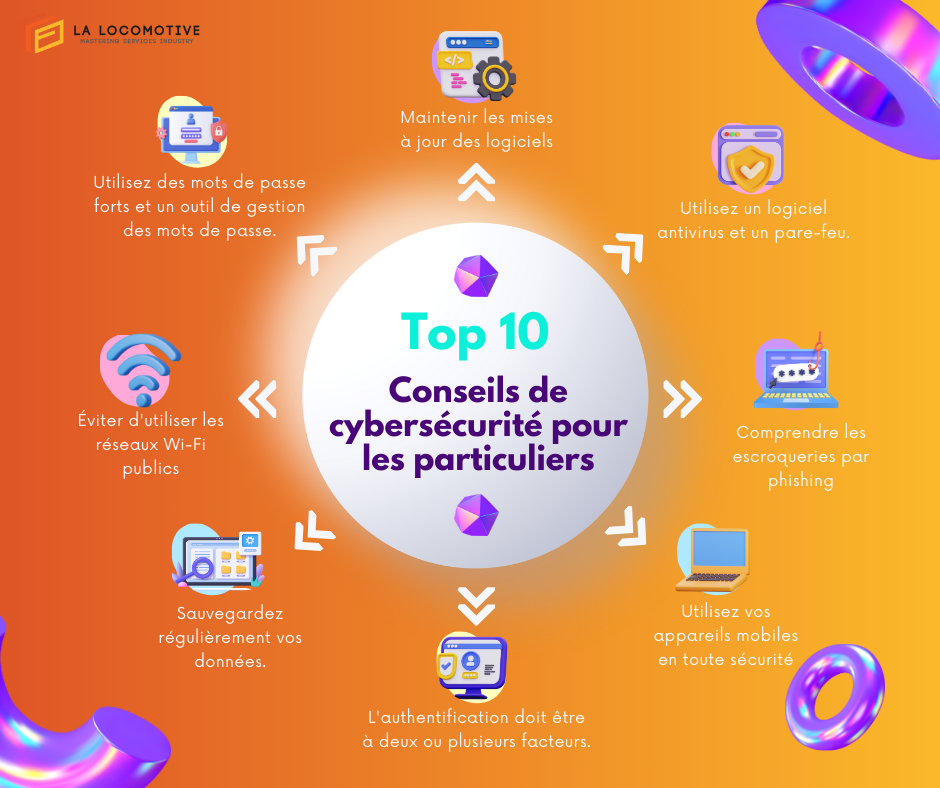 LA LOCOMOTIVE
MASTERING SERVICES INDUSTRY
Maintenir les mises
à jour des logiciels
Utilisez des mots de passe
forts et un outil de gestion
des mots de passe.
Utilisez un logiciel
antivirus et un pare-feu.
Top 10
Conseils de
cybersécurité pour
les particuliers
Éviter d'utiliser les
réseaux Wi-Fi
publics
Comprendre les
escroqueries par
phishing
Sauvegardez
régulièrement vos
données.
Utilisez vos
appareils mobiles
en toute sécurité
L'authentification doit être
à deux ou plusieurs facteurs.